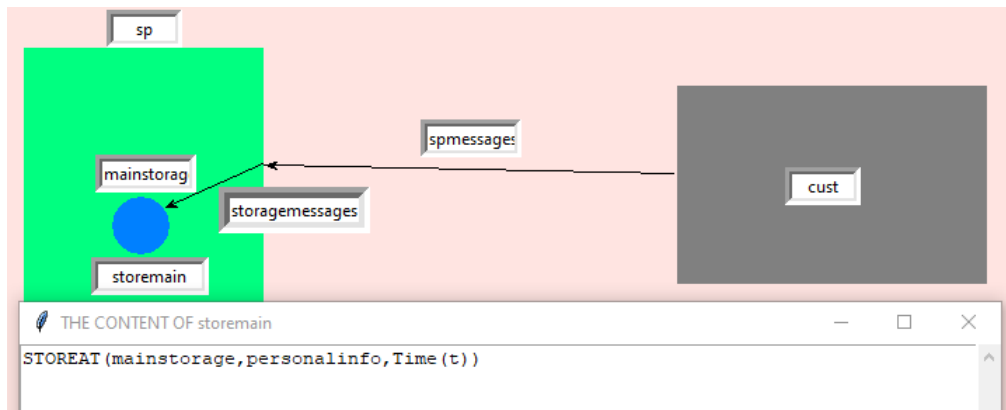 sp
spmessages
mainstorag
cust
storagemessages
storemain
THE CONTENT OF storemain
STOREAT(mainstorage,personalinfo,Time(t))